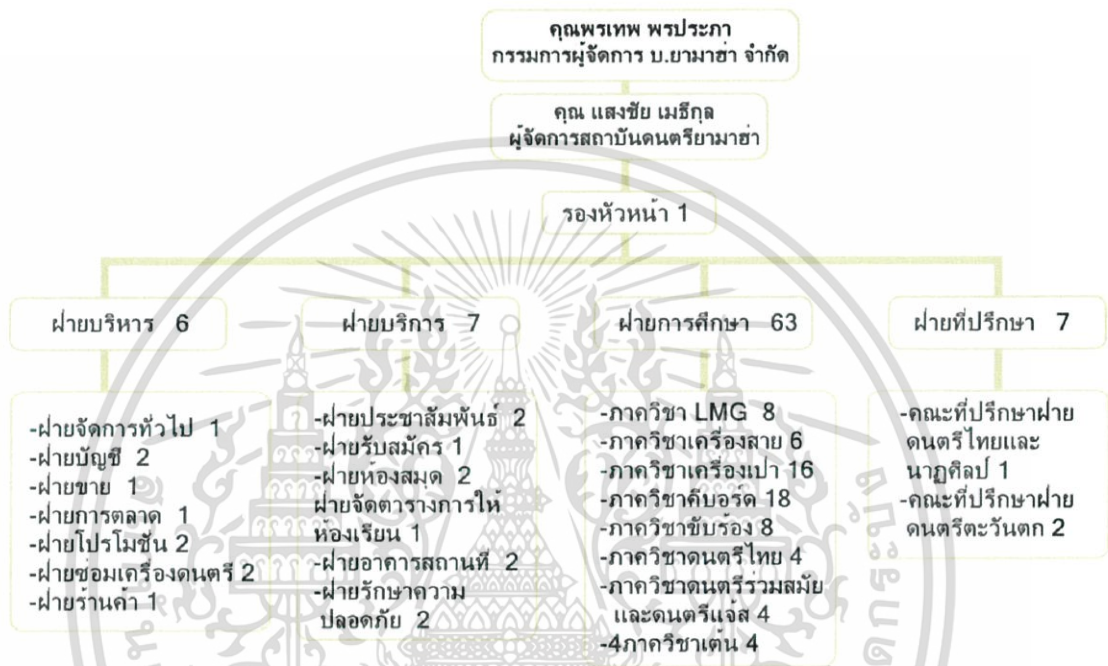 คุณพรเทพ พรประภา
กรรมการผู้จัดการ บ.ยามาฮ่า จำกัด
คุณ แสงชัย เมธีกุล
ผู้จัดการสถาบันดนตรียามาฮ่า
รองหัวหน้า 1
ฝ่ายบริหาร 6
ฝ่ายบริการ 7
ฝ่ายการศึกษา 63
ฝ่ายที่ปรึกษา 7
-ฝ่ายจัดการทั่วไป 1
-ฝ่ายบัญชี 2
-ฝ่ายขาย 1
-ฝ่ายการตลาด 1
-ฝ่ายโปรโมชั่น 2
-ฝ่ายซ่อมเครื่องดนตรี 2
-ฝ่ายร้านค้า 1
-ฝ่ายประชาสัมพันธ์ 2
-ฝ่ายรับสมัคร 1
-ฝ่ายห้องสมุด 2
ฝ่ายจัดตารางการให้
ห้องเรียน 1
-ฝ่ายอาคารสถานที่ 2
-ฝ่ายรักษาความ
ปลอดภัย 2
-ภาควิชา LMG 8
-ภาควิชาเครื่องสาย 6
-ภาควิชาเครื่องเป่า 16
-ภาควิชาคีบอร์ด 18
-ภาควิชาขับร้อง 8
-ภาควิชาดนตรีไทย 4
-ภาควิชาดนตรีร่วมสมัย
และดนตรีแจ๊ส 4
-4ภาควิชาเต้น 4
-คณะที่ปรึกษาฝ่าย
ดนตรีไทยและ
นาฏศิลป์ 1
-คณะที่ปรึกษาฝ่าย
ดนตรีตะวันตก 2